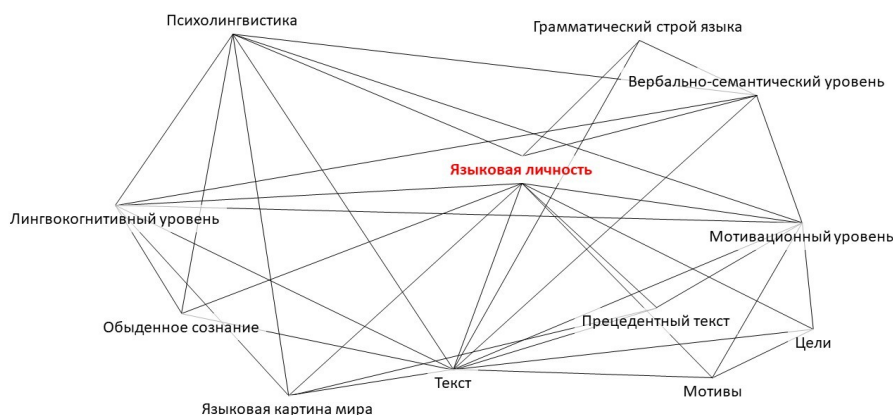 Психолингвистика
Грамматический строй языка
Вербально-семантический уровень
Языковая личность
Лингвокогнитивный уровень
Мотивационный уровень
Обыденное сознание
Прецедентный текст
Цели
Текст
Мотивы
Языковая картина мира